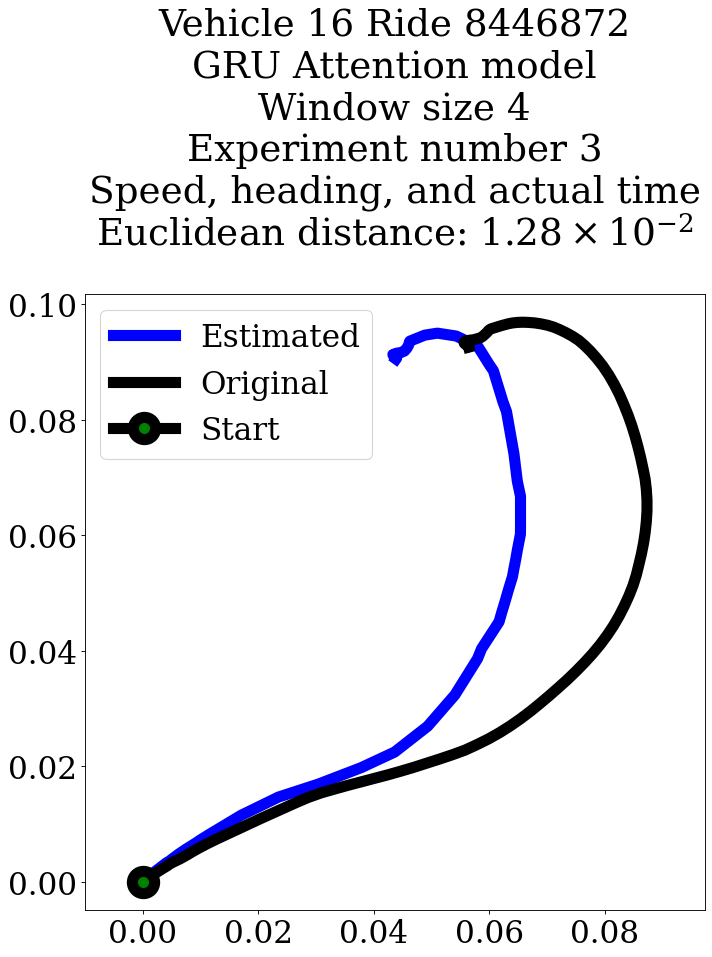 Vehicle 16 Ride 8446872
GRU Attention model
Window size 4
Experiment number 3
Speed, heading, and actual time
Euclidean distance: 1.28 × 10⁻²
Estimated
Original
Start
0.10
0.08
0.06
0.04
0.02
0.00
0.00 0.02 0.04 0.06 0.08